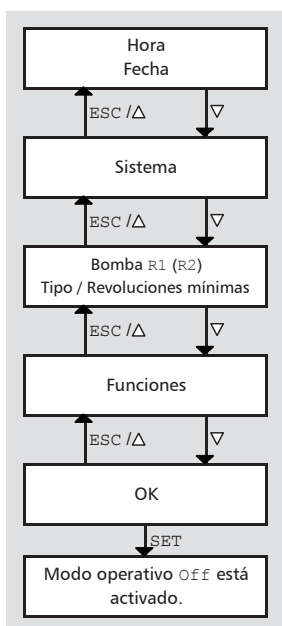 Hora
Fecha
ESC /△ ▽
Sistema
ESC /△ ▽
Bomba R1 (R2)
Tipo / Revoluciones mínimas
ESC /△ ▽
Funciones
ESC /△ ▽
OK
SET
Modo operativo Off está
activado.